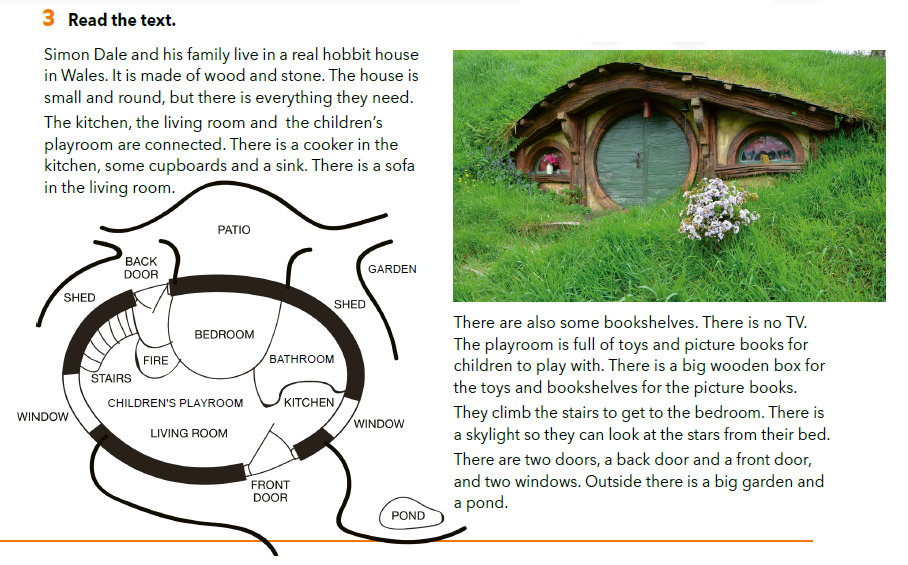 3 Read the text.
Simon Dale and his family live in a real hobbit house
in Wales. It is made of wood and stone. The house is
small and round, but there is everything they need.
The kitchen, the living room and the children's
playroom are connected. There is a cooker in the
kitchen, some cupboards and a sink. There is a sofa
in the living room.
PATIO
BACK
DOOR
GARDEN
SHED
SHED
BEDROOM
FIRE
BATHROOM
STAIRS
CHILDREN'S PLAYROOM
KITCHEN
WINDOW
WINDOW
LIVING ROOM
FRONT
DOOR
POND
There are also some bookshelves. There is no TV.
The playroom is full of toys and picture books for
children to play with. There is a big wooden box for
the toys and bookshelves for the picture books.
They climb the stairs to get to the bedroom. There is
a skylight so they can look at the stars from their bed.
There are two doors, a back door and a front door,
and two windows. Outside there is a big garden and
a pond.